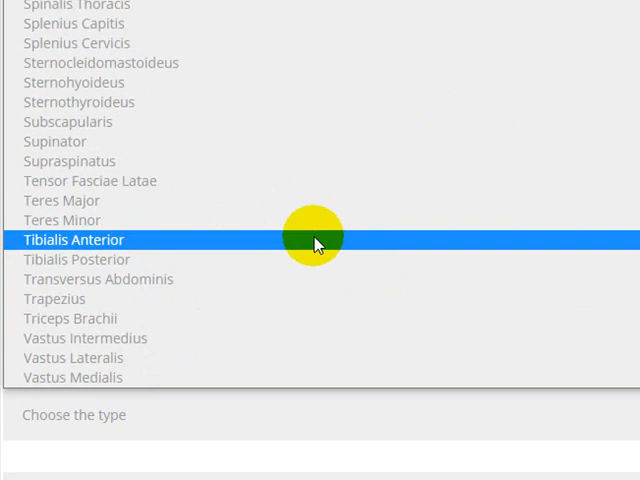 Spinalis Thoracis
Splenius Capitis
Splenius Cervicis
Sternocleidomastoideus
Sternohyoideus
Sternothyroideus
Subscapularis
Supinator
Supraspinatus
Tensor Fasciae Latae
Teres Major
Teres Minor
Tibialis Anterior
Tibialis Posterior
Transversus Abdominis
Trapezius
Triceps Brachii
Vastus Intermedius
Vastus Lateralis
Vastus Medialis
Choose the type